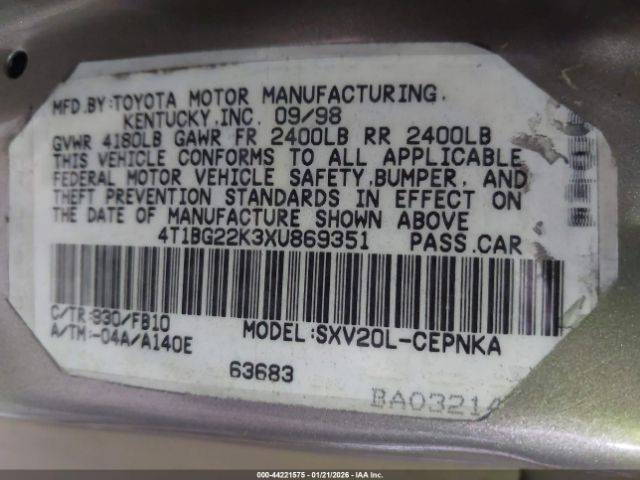 MFD.BY:TOYOTA MOTOR MANUFACTURING.
KENTUCKY.INC. 09/98
GVWR 4180LB GAWR FR 2400LB RR 2400LB
THIS VEHICLE CONFORMS TO ALL APPLICABLE
FEDERAL MOTOR VEHICLE SAFETY,BUMPER, AND
THEFT PREVENTION STANDARDS IN EFFECT ON
THE DATE OF MANUFACTURE SHOWN ABOVE
4T1BG22K3XU869351 PASS.CAR
C/TR:930/FB10
A/TM:-04A/A140E
MODEL:SXV20L-CEPNKA
63683
BA03214
000-44221575 - 01/21/2026 - IAA Inc.